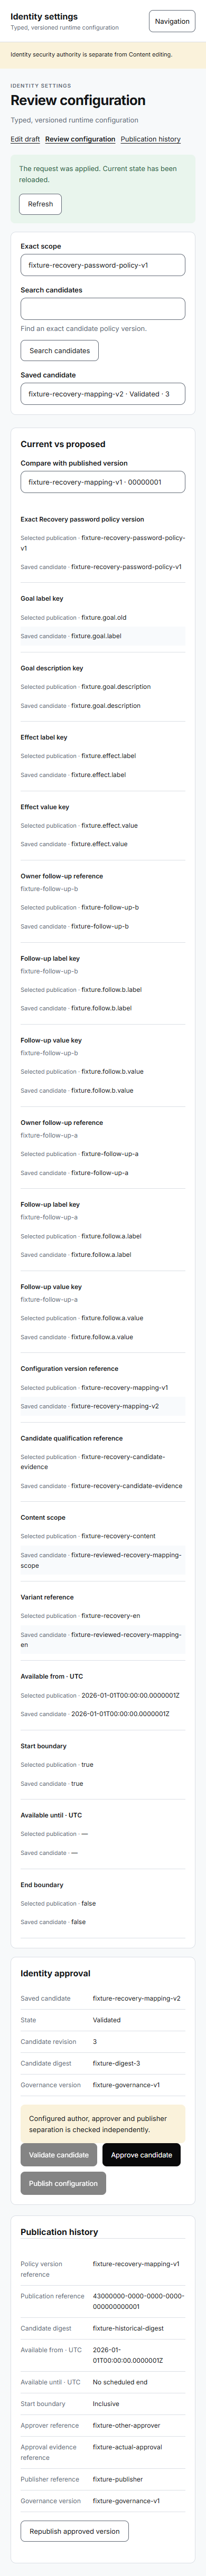 Identity settings
Typed, versioned runtime configuration
Navigation
Identity security authority is separate from Content editing.
IDENTITY SETTINGS
Review configuration
Typed, versioned runtime configuration
Edit draft Review configuration Publication history
The request was applied. Current state has been
reloaded.
Refresh
Exact scope
fixture-recovery-password-policy-v1
Search candidates
Find an exact candidate policy version.
Search candidates
Saved candidate
fixture-recovery-mapping-v2 · Validated · 3
Current vs proposed
Compare with published version
fixture-recovery-mapping-v1 · 00000001
Exact Recovery password policy version
Selected publication · fixture-recovery-password-policy-
v1
Saved candidate · fixture-recovery-password-policy-v1
Goal label key
Selected publication · fixture.goal.old
Saved candidate · fixture.goal.label
Goal description key
Selected publication · fixture.goal.description
Saved candidate · fixture.goal.description
Effect label key
Selected publication · fixture.effect.label
Saved candidate · fixture.effect.label
Effect value key
Selected publication · fixture.effect.value
Saved candidate · fixture.effect.value
Owner follow-up reference
fixture-follow-up-b
Selected publication · fixture-follow-up-b
Saved candidate · fixture-follow-up-b
Follow-up label key
fixture-follow-up-b
Selected publication · fixture.follow.b.label
Saved candidate · fixture.follow.b.label
Follow-up value key
fixture-follow-up-b
Selected publication · fixture.follow.b.value
Saved candidate · fixture.follow.b.value
Owner follow-up reference
fixture-follow-up-a
Selected publication · fixture-follow-up-a
Saved candidate · fixture-follow-up-a
Follow-up label key
fixture-follow-up-a
Selected publication · fixture.follow.a.label
Saved candidate · fixture.follow.a.label
Follow-up value key
fixture-follow-up-a
Selected publication · fixture.follow.a.value
Saved candidate · fixture.follow.a.value
Configuration version reference
Selected publication · fixture-recovery-mapping-v1
Saved candidate · fixture-recovery-mapping-v2
Candidate qualification reference
Selected publication · fixture-recovery-candidate-
evidence
Saved candidate · fixture-recovery-candidate-evidence
Content scope
Selected publication · fixture-recovery-content
Saved candidate · fixture-reviewed-recovery-mapping-
scope
Variant reference
Selected publication · fixture-recovery-en
Saved candidate · fixture-reviewed-recovery-mapping-
en
Available from · UTC
Selected publication · 2026-01-01T00:00:00.0000001Z
Saved candidate · 2026-01-01T00:00:00.0000001Z
Start boundary
Selected publication · true
Saved candidate · true
Available until · UTC
Selected publication · —
Saved candidate · —
End boundary
Selected publication · false
Saved candidate · false
Identity approval
Saved candidate fixture-recovery-mapping-v2
State Validated
Candidate revision 3
Candidate digest fixture-digest-3
Governance version fixture-governance-v1
Configured author, approver and publisher
separation is checked independently.
Validate candidate Approve candidate
Publish configuration
Publication history
Policy version fixture-recovery-mapping-v1
reference
Publication reference 43000000-0000-0000-0000-
000000000001
Candidate digest fixture-historical-digest
Available from · UTC 2026-01-
01T00:00:00.0000001Z
Available until · UTC No scheduled end
Start boundary Inclusive
Approver reference fixture-other-approver
Approval evidence fixture-actual-approval
reference
Publisher reference fixture-publisher
Governance version fixture-governance-v1
Republish approved version